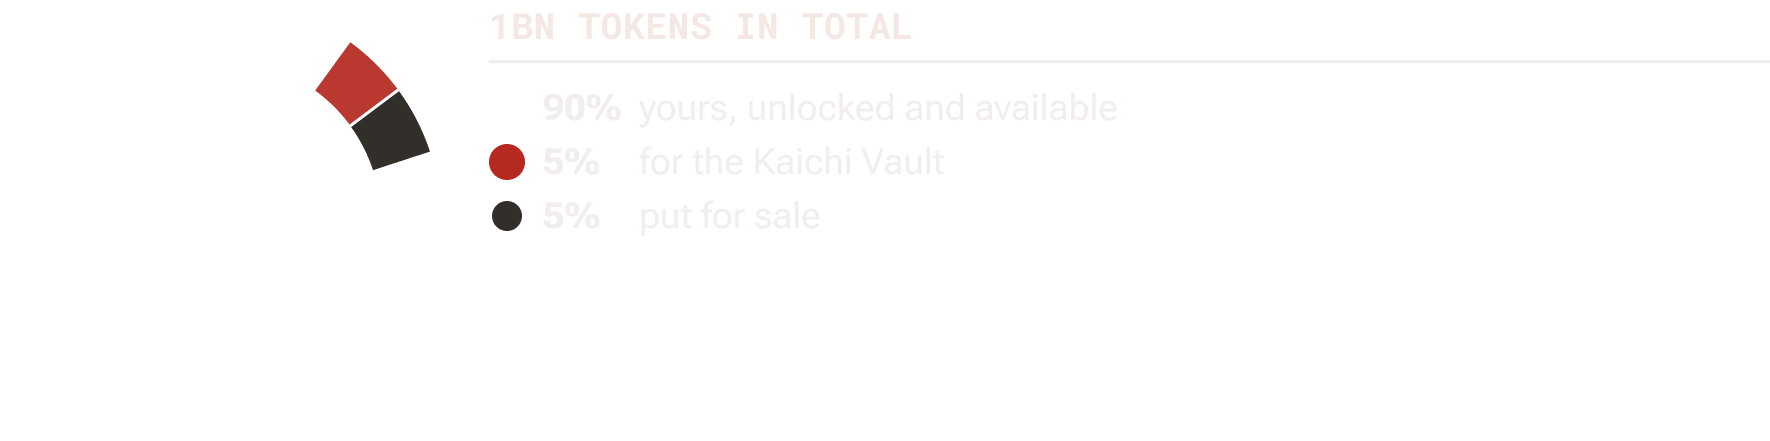 1BN TOKENS IN TOTAL
90% yours, unlocked and available
5% for the Kaichi Vault
5% put for sale